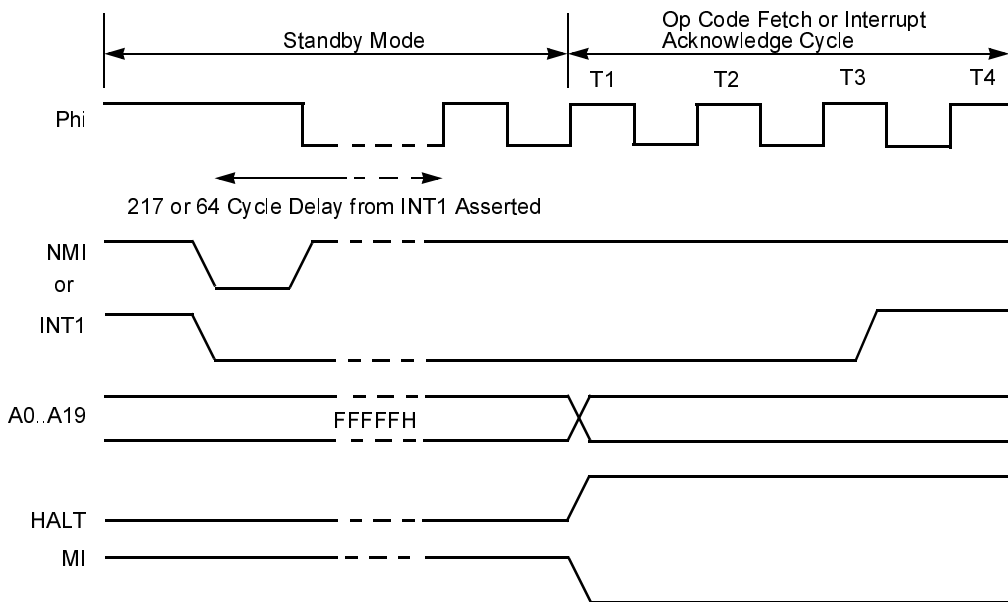 Standby Mode
Op Code Fetch or Interrupt
Acknowledge Cycle
T1 T2 T3 T4
Phi
217 or 64 Cycle Delay from INT1 Asserted
NMI
or
INT1
A0..A19
FFFFFH
HALT
MI